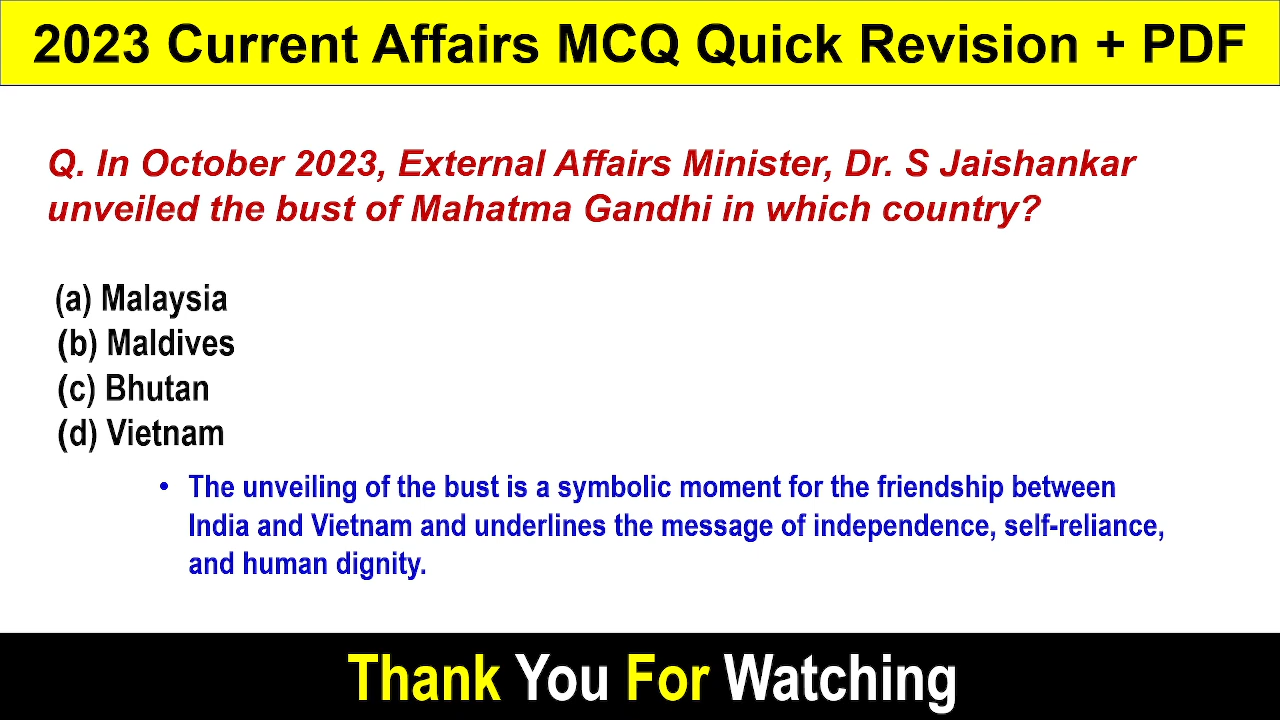 2023 Current Affairs MCQ Quick Revision + PDF
Q. In October 2023, External Affairs Minister, Dr. S Jaishankar
unveiled the bust of Mahatma Gandhi in which country?
(a) Malaysia
(b) Maldives
(c) Bhutan
(d) Vietnam
• The unveiling of the bust is a symbolic moment for the friendship between
India and Vietnam and underlines the message of independence, self-reliance,
and human dignity.
Thank You For Watching